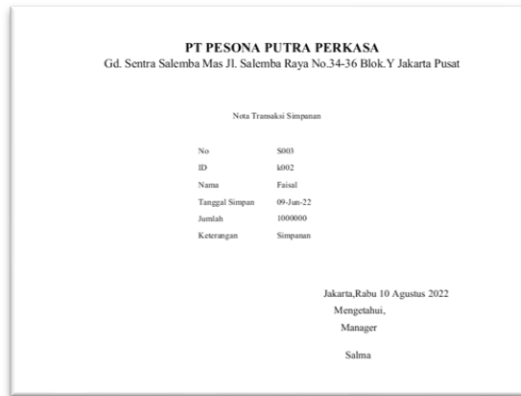 PT PESONA PUTRA PERKASA
Gd. Sentra Salemba Mas Jl. Salemba Raya No.34-36 Blok.Y Jakarta Pusat
Nota Transaksi Simpanan
No S003
ID k002
Nama Faisal
Tanggal Simpan 09-Jun-22
Jumlah 1000000
Keterangan Simpanan
Jakarta,Rabu 10 Agustus 2022
Mengetahui,
Manager
Salma